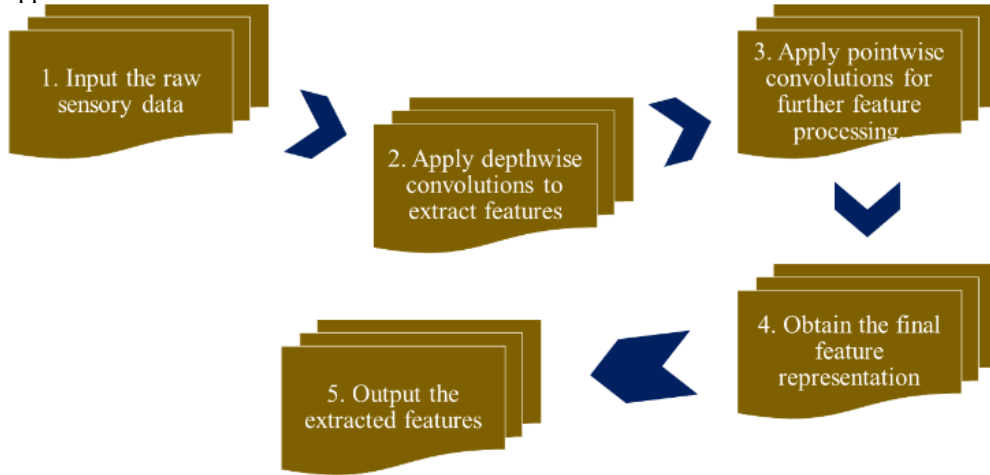 1. Input the raw
sensory data
2. Apply depthwise
convolutions to
extract features
3. Apply pointwise
convolutions for
further feature
processing.
4. Obtain the final
feature
representation
5. Output the
extracted features